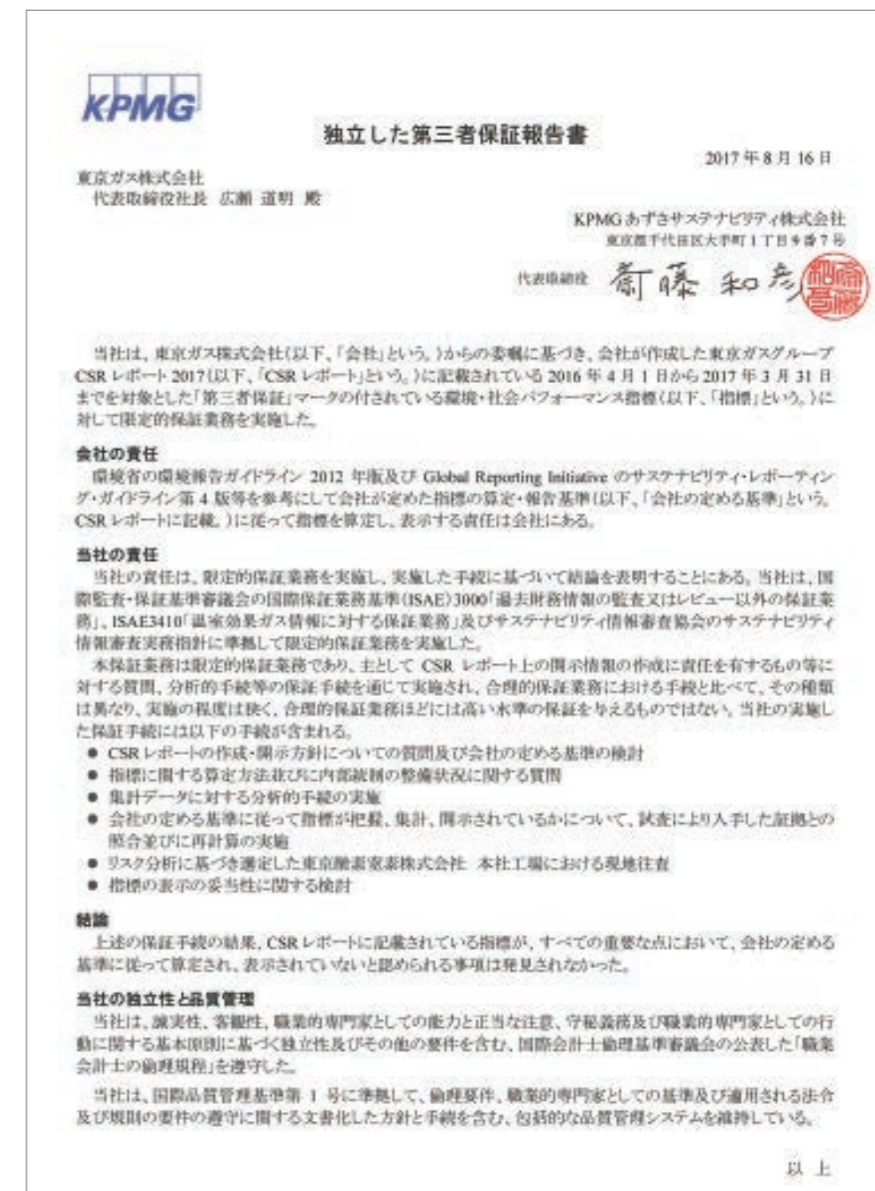 KPMG
独立した第三者保証報告書
2017年8月16日
東京ガス株式会社
代表取締役社長 広瀬 道明 殿
KPMGあずさサステナビリティ株式会社
東京都千代田区大手町1丁目9番7号
代表取締役 斎藤 和彦
当社は、東京ガス株式会社(以下、「会社」という。)からの委嘱に基づき、会社が作成した東京ガスグループ
CSRレポート2017(以下、「CSRレポート」という。)に記載されている2016年4月1日から2017年3月31日
までを対象とした「第三者保証」マークの付されている環境・社会パフォーマンス指標(以下、「指標」という。)に
対して限定的保証業務を実施した。
会社の責任
環境省の環境報告ガイドライン 2012 年版及び Global Reporting Initiative のサステナビリティ・レポーティン
グ・ガイドライン第4版等を参考にして会社が定めた指標の算定・報告基準(以下、「会社の定める基準」という。
CSRレポートに記載。)に従って指標を算定し、表示する責任は会社にある。
当社の責任
当社の責任は、限定的保証業務を実施し、実施した手続に基づいて結論を表明することにある。当社は、国
際監査・保証基準審議会の国際保証業務基準(ISAE)3000「過去財務情報の監査又はレビュー以外の保証業
務」、ISAE3410「温室効果ガス情報に対する保証業務」及びサステナビリティ情報審査協会のサステナビリティ
情報審査実務指針に準拠して限定的保証業務を実施した。
本保証業務は限定的保証業務であり、主として CSR レポート上の開示情報の作成に責任を有するもの等に
対する質問、分析的手続等の保証手続を通じて実施され、合理的保証業務における手続と比べて、その種類
は異なり、実施の程度は狭く、合理的保証業務ほどには高い水準の保証を与えるものではない。当社の実施し
た保証手続には以下の手続が含まれる。
● CSRレポートの作成・開示方針についての質問及び会社の定める基準の検討
● 指標に関する算定方法並びに内部統制の整備状況に関する質問
● 集計データに対する分析的手続の実施
● 会社の定める基準に従って指標が把握、集計、開示されているかについて、試査により入手した証拠との
照合並びに再計算の実施
● リスク分析に基づき選定した東京酸素窒素株式会社 本社工場における現地往査
● 指標の表示の妥当性に関する検討
結論
上述の保証手続の結果、CSRレポートに記載されている指標が、すべての重要な点において、会社の定める
基準に従って算定され、表示されていないと認められる事項は発見されなかった。
当社の独立性と品質管理
当社は、誠実性、客観性、職業的専門家としての能力と正当な注意、守秘義務及び職業的専門家としての行
動に関する基本原則に基づく独立性及びその他の要件を含む、国際会計士倫理基準審議会の公表した「職業
会計士の倫理規程」を遵守した。
当社は、国際品質管理基準第 1 号に準拠して、倫理要件、職業的専門家としての基準及び適用される法令
及び規則の要件の遵守に関する文書化した方針と手続を含む、包括的な品質管理システムを維持している。
以 上